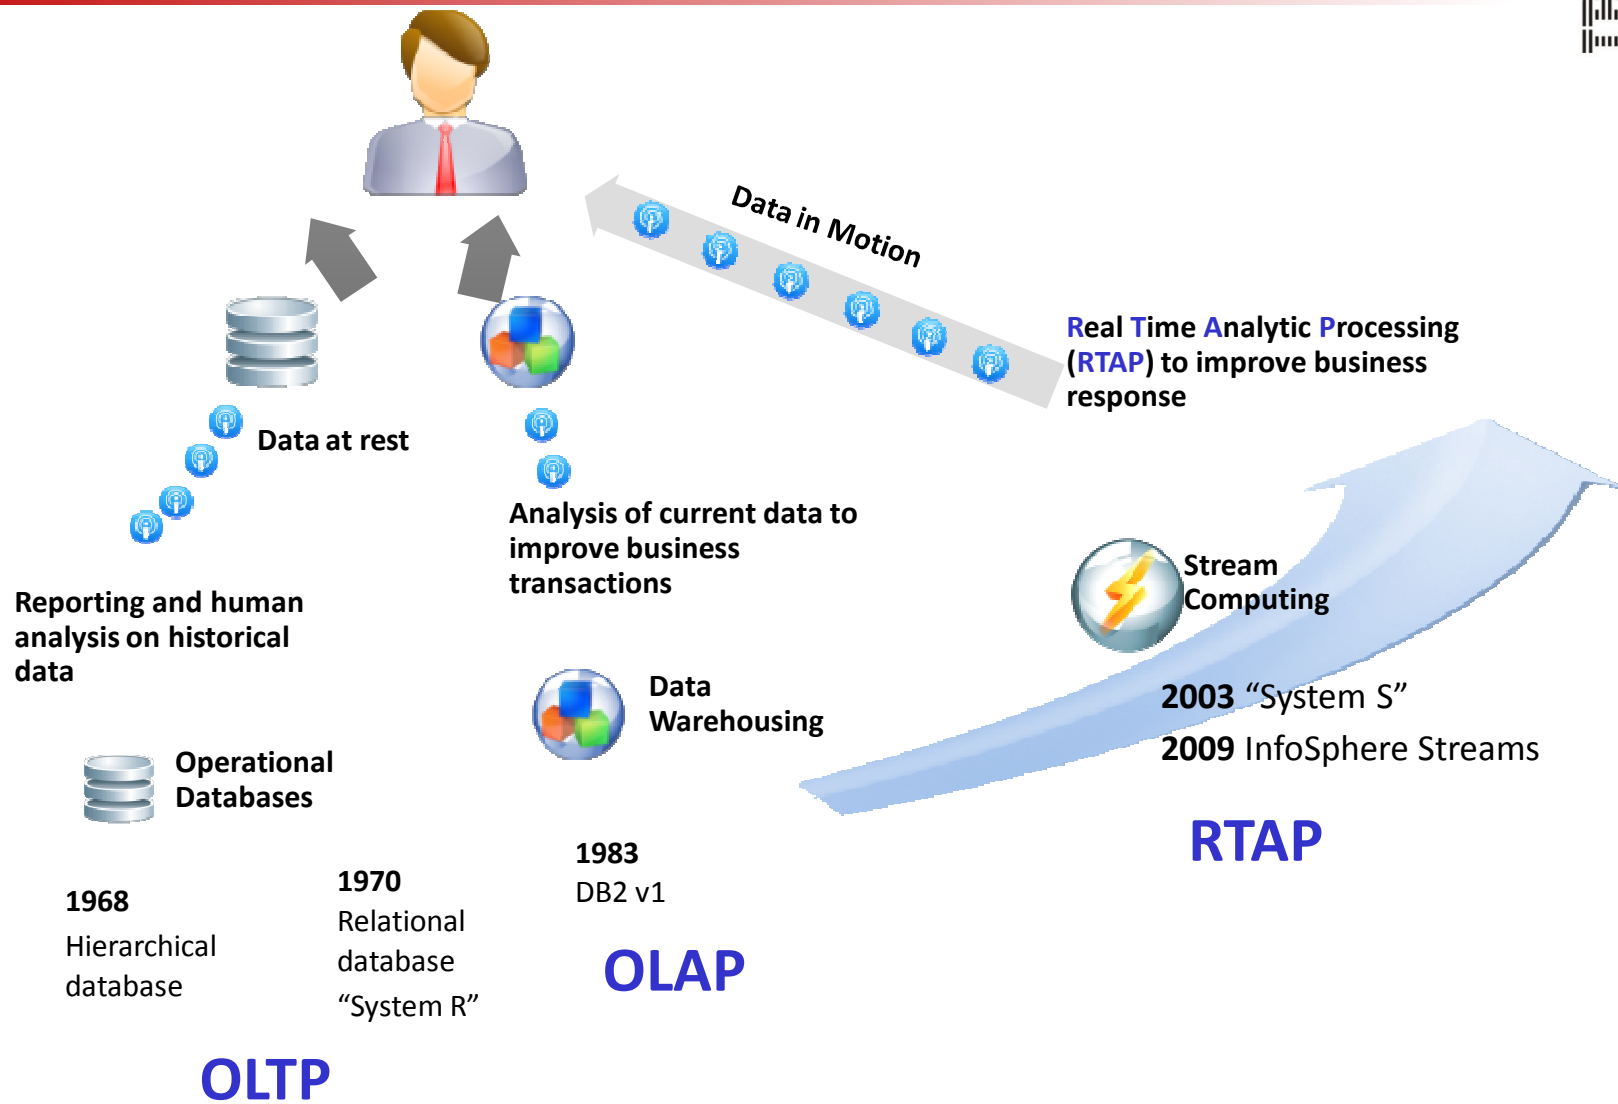 Data in Motion
Real Time Analytic Processing
(RTAP) to improve business
response
Data at rest
Analysis of current data to
improve business
transactions
Reporting and human
analysis on historical
data
Stream
Computing
Data
Warehousing
2003 “System S”
2009 InfoSphere Streams
Operational
Databases
RTAP
1968
Hierarchical
database
1970
Relational
database
“System R”
1983
DB2 v1
OLAP
OLTP